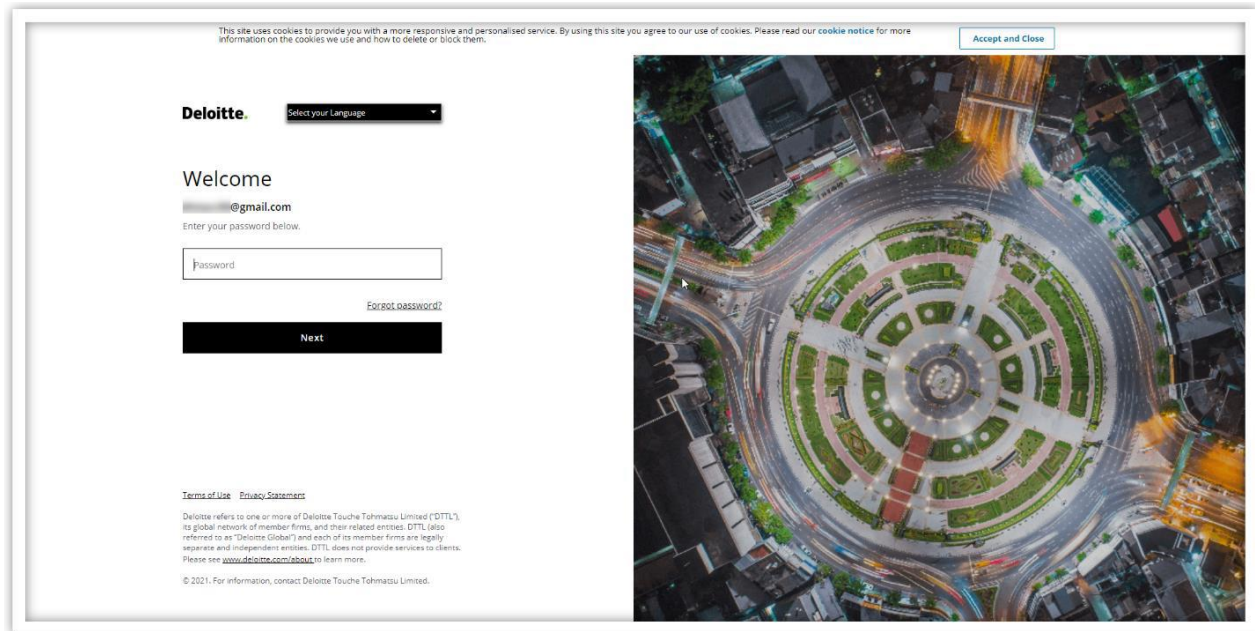 This site uses cookies to provide you with a more responsive and personalised service. By using this site you agree to our use of cookies. Please read our cookie notice for more
information on the cookies we use and how to delete or block them.
Accept and Close
Deloitte.
Select your Language
Welcome
@gmail.com
Enter your password below.
Password
Forgot password?
Next
Terms of Use Privacy Statement
Deloitte refers to one or more of Deloitte Touche Tohmatsu Limited ("DTTL"),
its global network of member firms, and their related entities. DTTL (also
referred to as "Deloitte Global") and each of its member firms are legally
separate and independent entities. DTTL does not provide services to clients.
Please see www.deloitte.com/about to learn more.
© 2021. For information, contact Deloitte Touche Tohmatsu Limited.